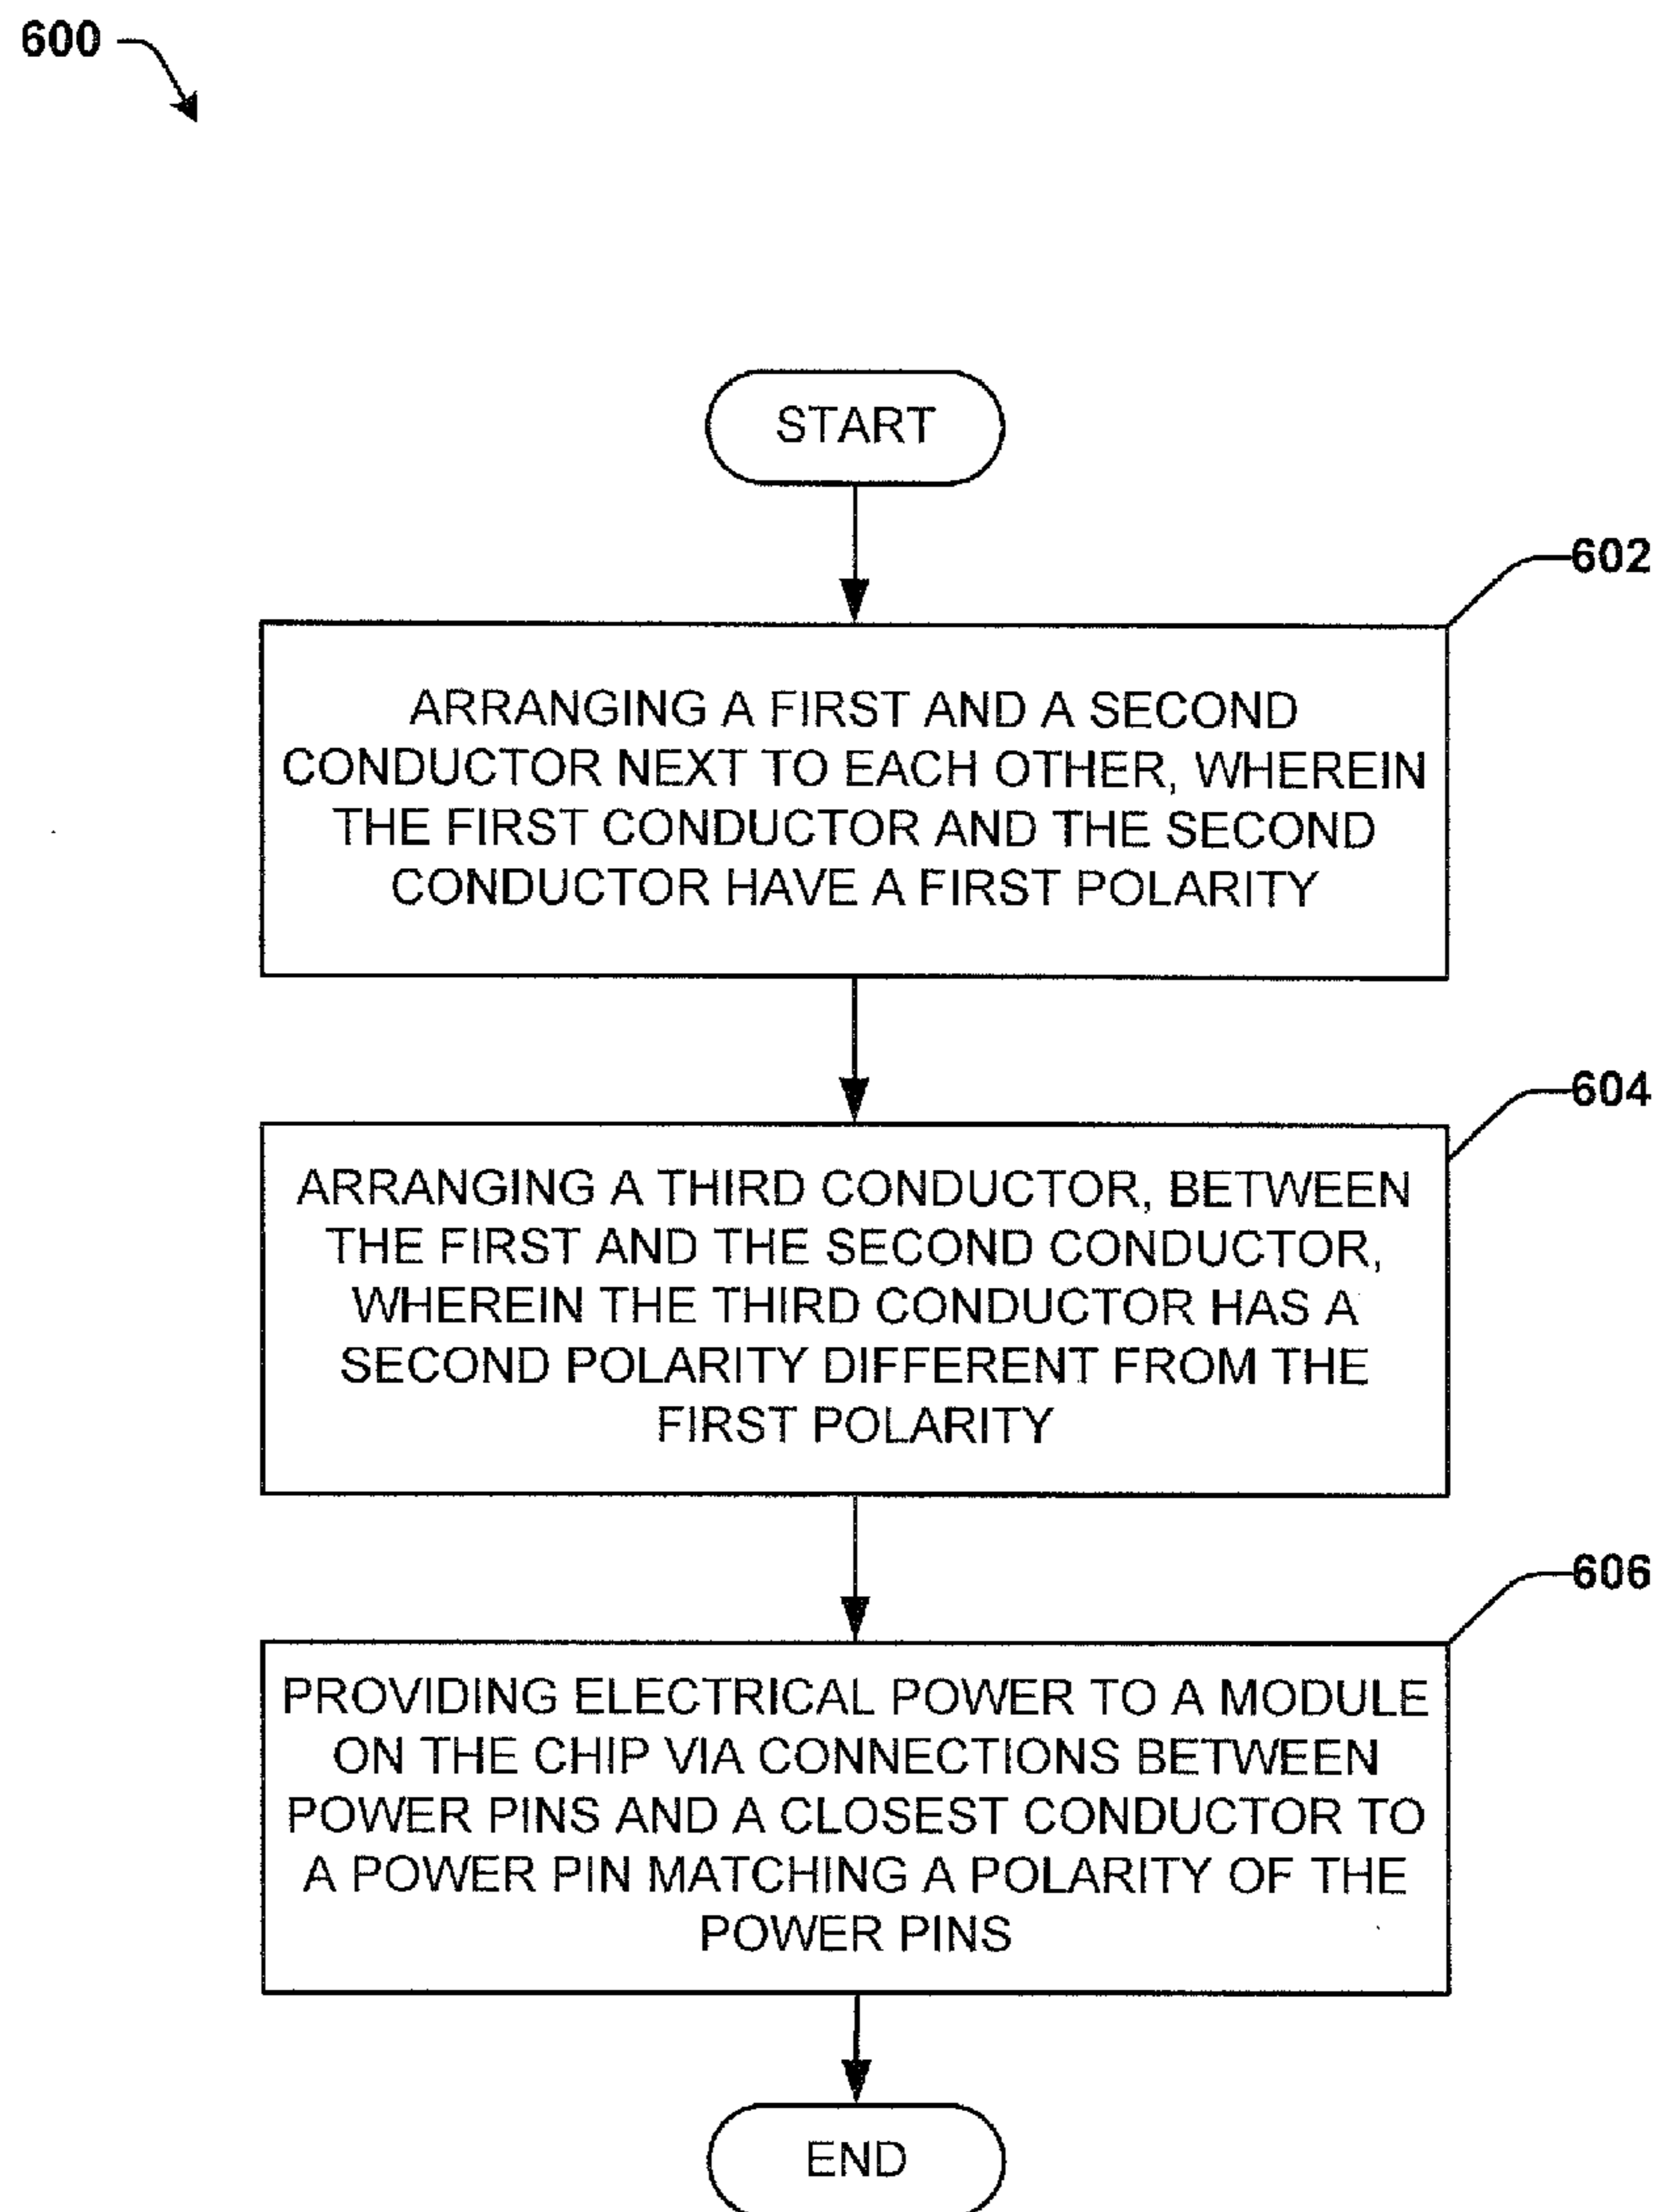 600
START
602
ARRANGING A FIRST AND A SECOND
CONDUCTOR NEXT TO EACH OTHER, WHEREIN
THE FIRST CONDUCTOR AND THE SECOND
CONDUCTOR HAVE A FIRST POLARITY
604
ARRANGING A THIRD CONDUCTOR, BETWEEN
THE FIRST AND THE SECOND CONDUCTOR,
WHEREIN THE THIRD CONDUCTOR HAS A
SECOND POLARITY DIFFERENT FROM THE
FIRST POLARITY
606
PROVIDING ELECTRICAL POWER TO A MODULE
ON THE CHIP VIA CONNECTIONS BETWEEN
POWER PINS AND A CLOSEST CONDUCTOR TO
A POWER PIN MATCHING A POLARITY OF THE
POWER PINS
END